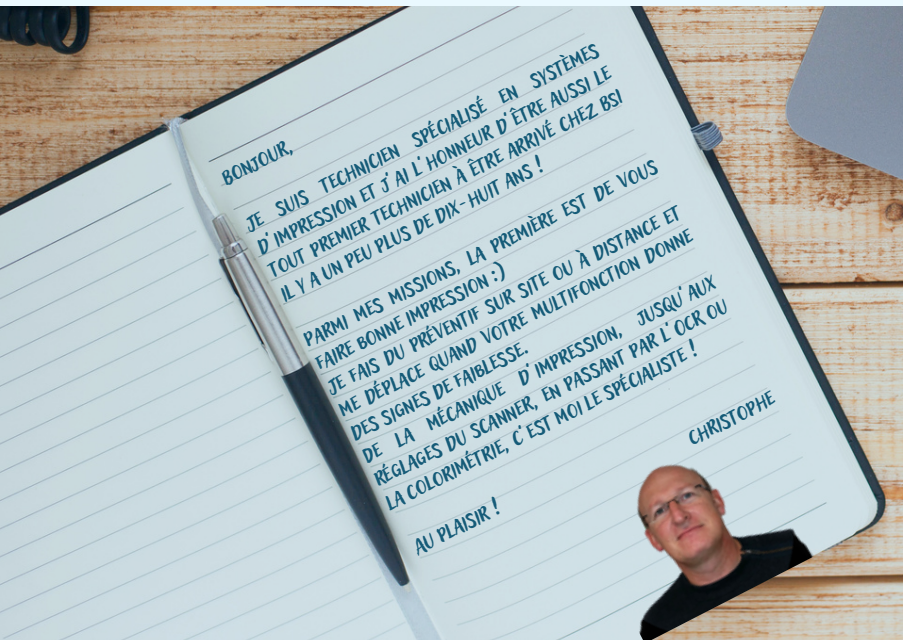 BONJOUR,
JE SUIS TECHNICIEN SPÉCIALISÉ EN SYSTÈMES
D'IMPRESSION ET J'AI L'HONNEUR D'ÊTRE AUSSI LE
TOUT PREMIER TECHNICIEN À ÊTRE ARRIVÉ CHEZ BSI
IL Y A UN PEU PLUS DE DIX-HUIT ANS !
PARMI MES MISSIONS, LA PREMIÈRE EST DE VOUS
FAIRE BONNE IMPRESSION :)
JE FAIS DU PRÉVENTIF SUR SITE OU À DISTANCE ET
ME DÉPLACE QUAND VOTRE MULTIFONCTION DONNE
DES SIGNES DE FAIBLESSE.
DE LA MÉCANIQUE D'IMPRESSION, JUSQU'AUX
RÉGLAGES DU SCANNER, EN PASSANT PAR L'OCR OU
LA COLORIMÉTRIE, C'EST MOI LE SPÉCIALISTE !
CHRISTOPHE
AU PLAISIR !